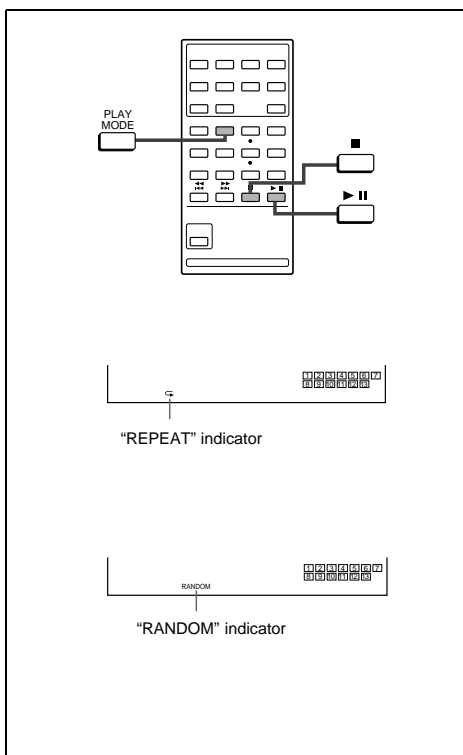 PLAY
MODE
1 2 3 4 5 6 7
8 9 10 11 12 13
“REPEAT” indicator
1 2 3 4 5 6 7
8 9 10 11 12 13
RANDOM
“RANDOM” indicator